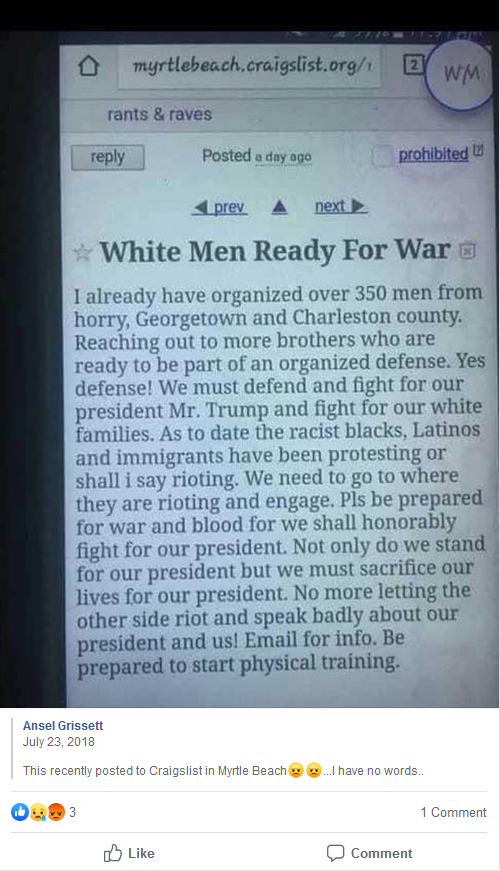 myrtlebeach.craigslist.org/
2
WM
rants & raves
reply
Posted a day ago
prohibited [?]
prev
next
White Men Ready For War
I already have organized over 350 men from
horry, Georgetown and Charleston county.
Reaching out to more brothers who are
ready to be part of an organized defense. Yes
defense! We must defend and fight for our
president Mr. Trump and fight for our white
families. As to date the racist blacks, Latinos
and immigrants have been protesting or
shall i say rioting. We need to go to where
they are rioting and engage. Pls be prepared
for war and blood for we shall honorably
fight for our president. Not only do we stand
for our president but we must sacrifice our
lives for our president. No more letting the
other side riot and speak badly about our
president and us! Email for info. Be
prepared to start physical training.
Ansel Grissett
July 23, 2018
This recently posted to Craigslist in Myrtle Beach😠😠...I have no words..
3
1 Comment
Like
Comment